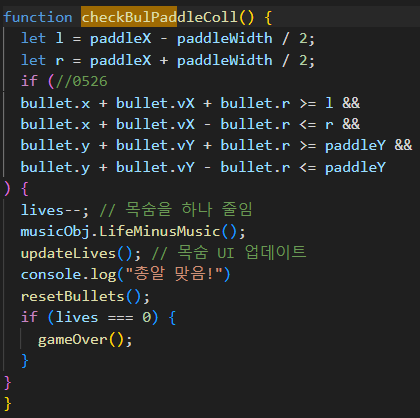 function checkBulPaddleColl() {
  let l = paddleX - paddleWidth / 2;
  let r = paddleX + paddleWidth / 2;
  if (//0526
  bullet.x + bullet.vX + bullet.r >= l &&
  bullet.x + bullet.vX - bullet.r <= r &&
  bullet.y + bullet.vY + bullet.r >= paddleY &&
  bullet.y + bullet.vY - bullet.r <= paddleY
) {
  lives--; // 목숨을 하나 줄임
  musicObj.LifeMinusMusic();
  updateLives(); // 목숨 UI 업데이트
  console.log("총알 맞음!")
  resetBullets();
  if (lives === 0) {
    gameOver();
  }
}
}